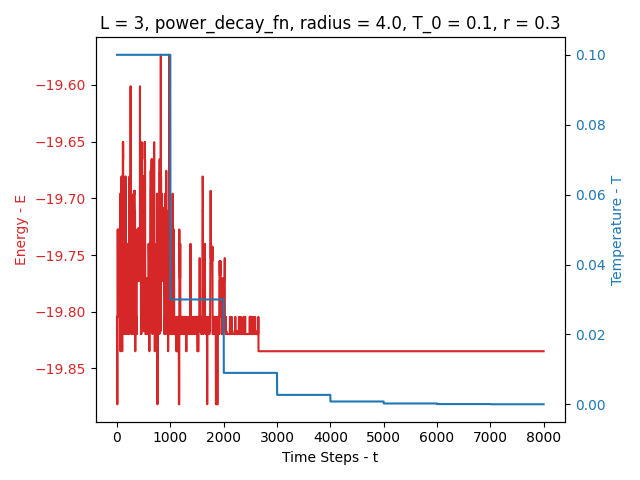 L = 3, power_decay_fn, radius = 4.0, T_0 = 0.1, r = 0.3
−19.60
−19.65
−19.70
−19.75
−19.80
−19.85
Energy - E
0.10
0.08
0.06
0.04
0.02
0.00
Temperature - T
0 1000 2000 3000 4000 5000 6000 7000 8000
Time Steps - t